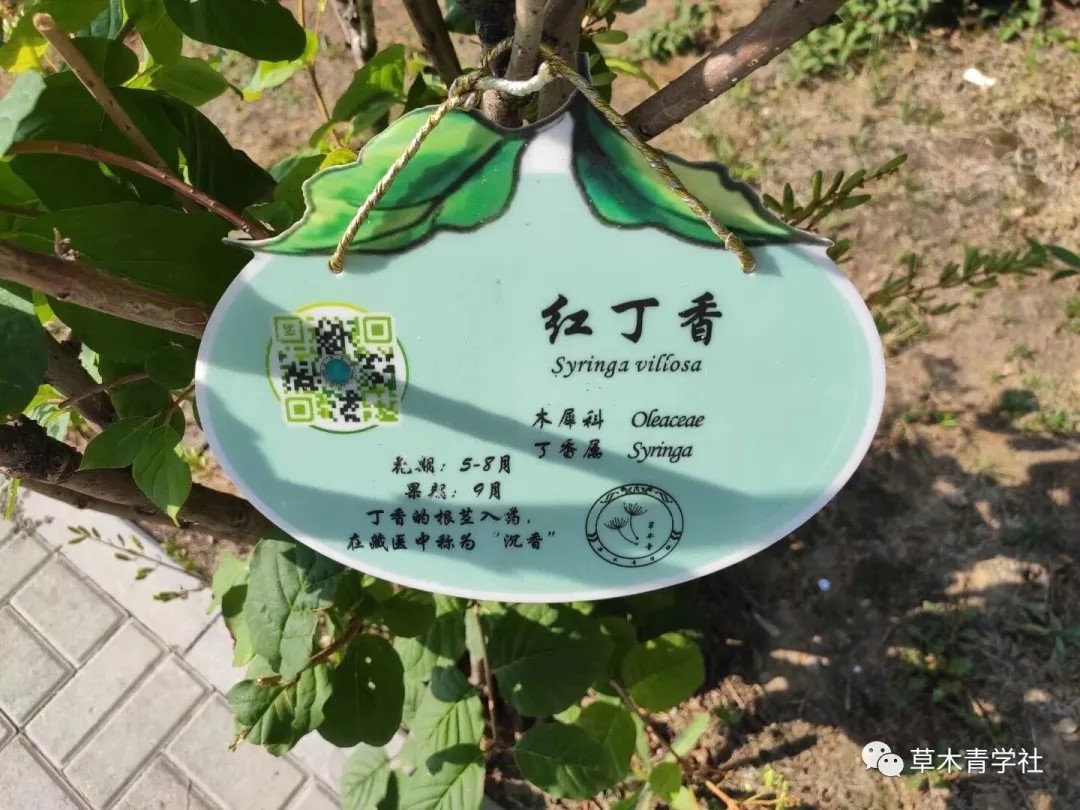 红丁香
Syringa villosa
木犀科 Oleaceae
丁香属 Syringa
花期：5-8月
果期：9月
丁香的根茎入药，
在藏医中称为“沉香”
草木青学社